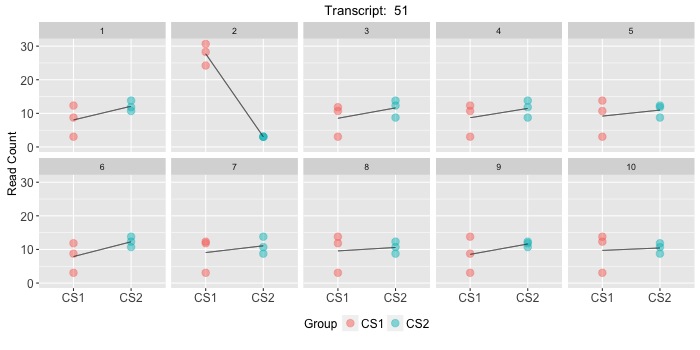 Transcript: 51
1 2 3 4 5
30
20
10
0
6 7 8 9 10
30
20
10
0
Read Count
CS1 CS2 CS1 CS2 CS1 CS2 CS1 CS2 CS1 CS2
Group CS1 CS2